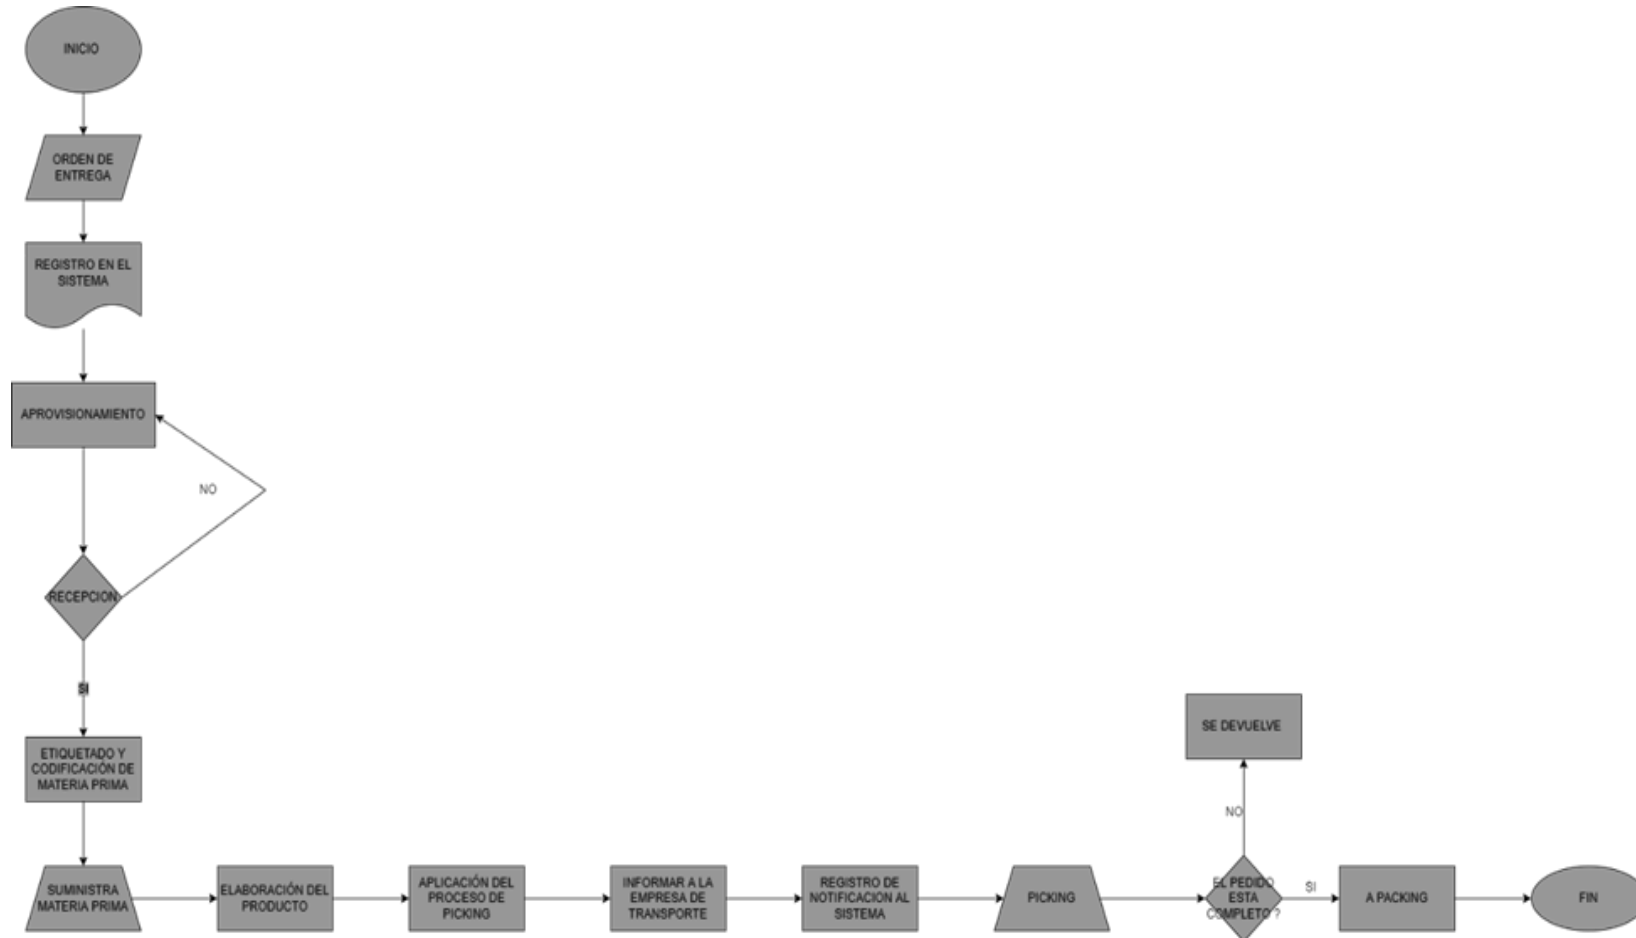 INICIO
ORDEN DE
ENTREGA
REGISTRO EN EL
SISTEMA
APROVISIONAMIENTO
NO
RECEPCION
SI
ETIQUETADO Y
CODIFICACIÓN DE
MATERIA PRIMA
SUMINISTRA
MATERIA PRIMA
ELABORACIÓN DEL
PRODUCTO
APLICACIÓN DEL
PROCESO DE
PICKING
INFORMAR A LA
EMPRESA DE
TRANSPORTE
REGISTRO DE
NOTIFICACION AL
SISTEMA
PICKING
EL PEDIDO
ESTA
COMPLETO ?
NO
SE DEVUELVE
SI
A PACKING
FIN